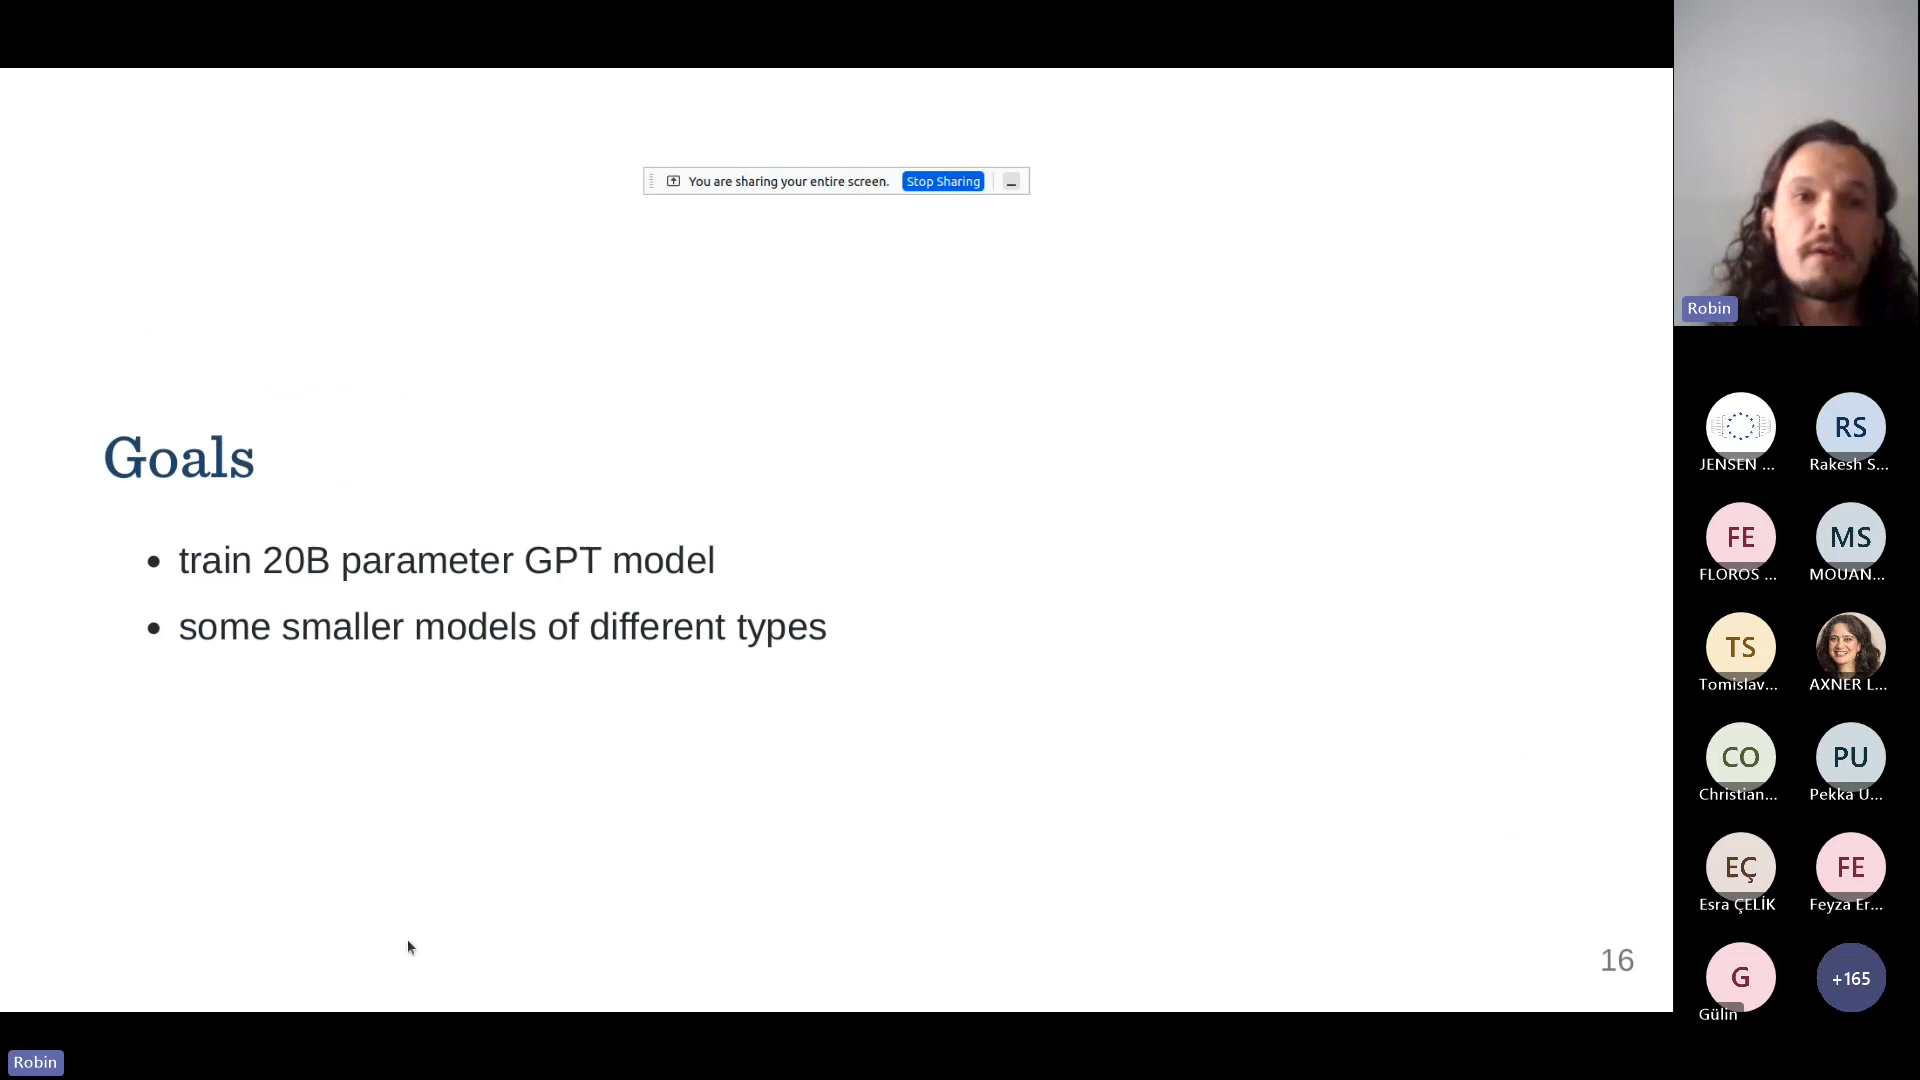 You are sharing your entire screen. Stop Sharing
Goals
• train 20B parameter GPT model
• some smaller models of different types
16
Robin
Robin
JENSEN ...
RS
Rakesh S...
FE
FLOROS ...
MS
MOUAN...
TS
Tomislav...
AXNER L...
CO
Christian...
PU
Pekka U...
EÇ
Esra ÇELİK
FE
Feyza Er...
G
Gülin
+165